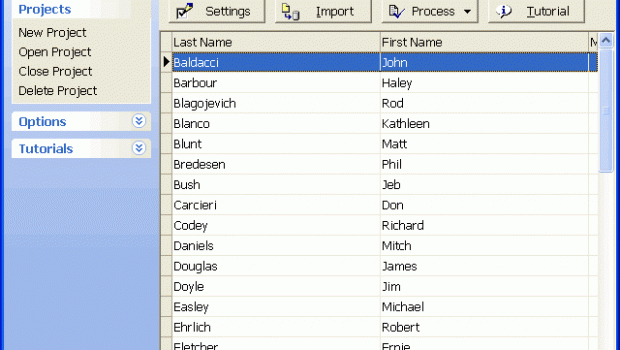 Projects
New Project
Open Project
Close Project
Delete Project
Options
Tutorials
Settings Import Process Tutorial
Last Name First Name M
Baldacci John
Barbour Haley
Blagojevich Rod
Blanco Kathleen
Blunt Matt
Bredesen Phil
Bush Jeb
Carcieri Don
Codey Richard
Daniels Mitch
Douglas James
Doyle Jim
Easley Michael
Ehrlich Robert
Fletcher Ernie